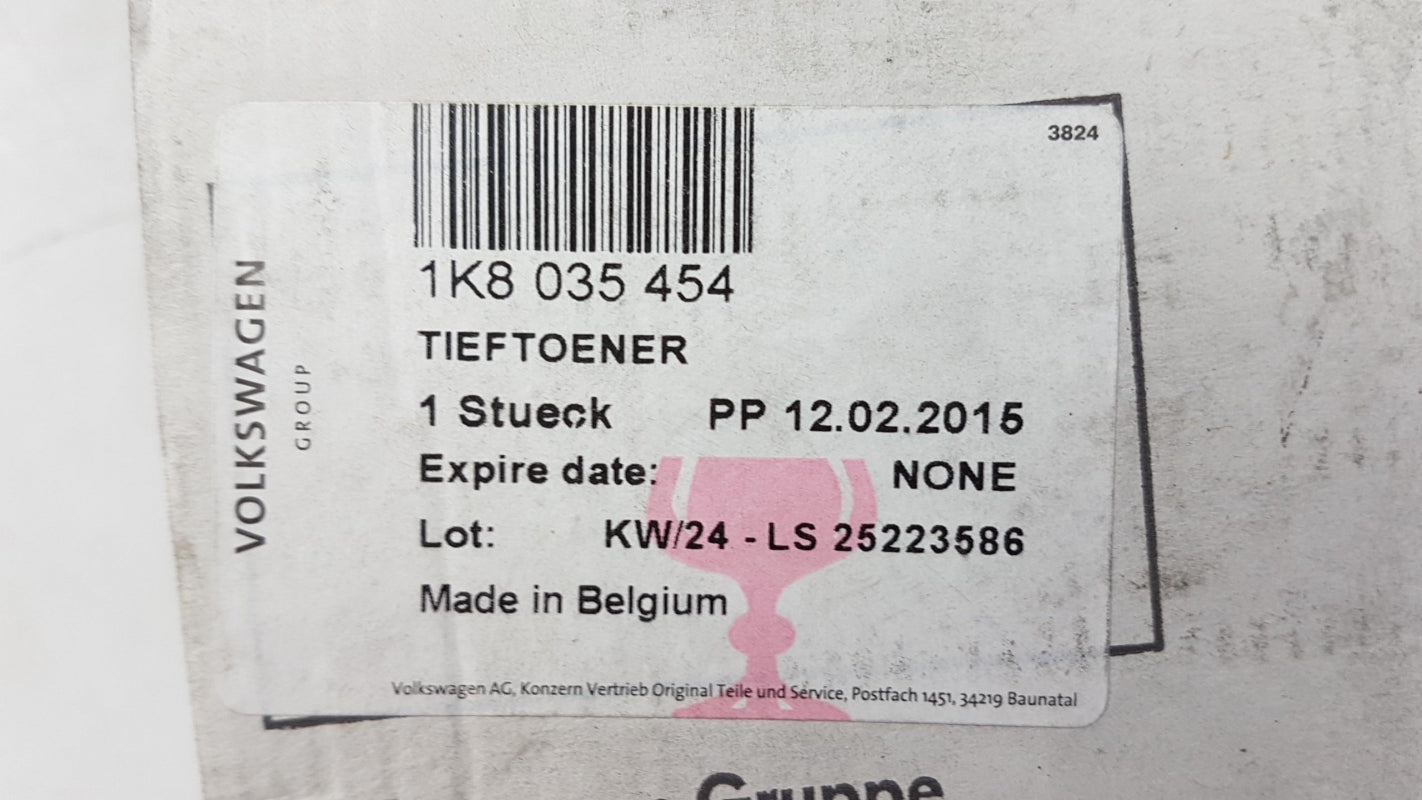 3824
1K8 035 454
TIEFTOENER
1 Stueck PP 12.02.2015
Expire date: NONE
Lot: KW/24 - LS 25223586
Made in Belgium
Volkswagen AG, Konzern Vertrieb Original Teile und Service, Postfach 1451, 34219 Baunatal
VOLKSWAGEN
GROUP
Gruppe